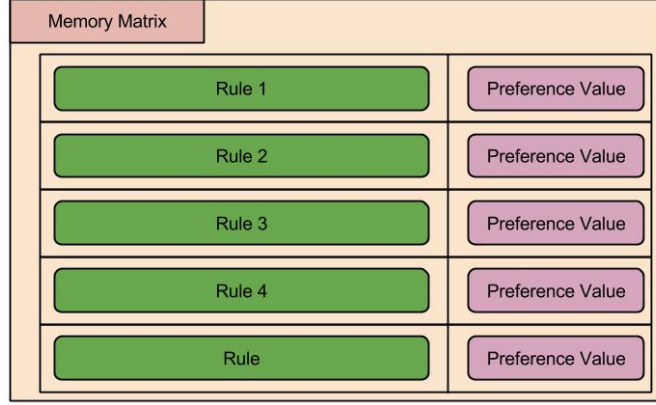 Memory Matrix
Rule 1 Preference Value
Rule 2 Preference Value
Rule 3 Preference Value
Rule 4 Preference Value
Rule Preference Value